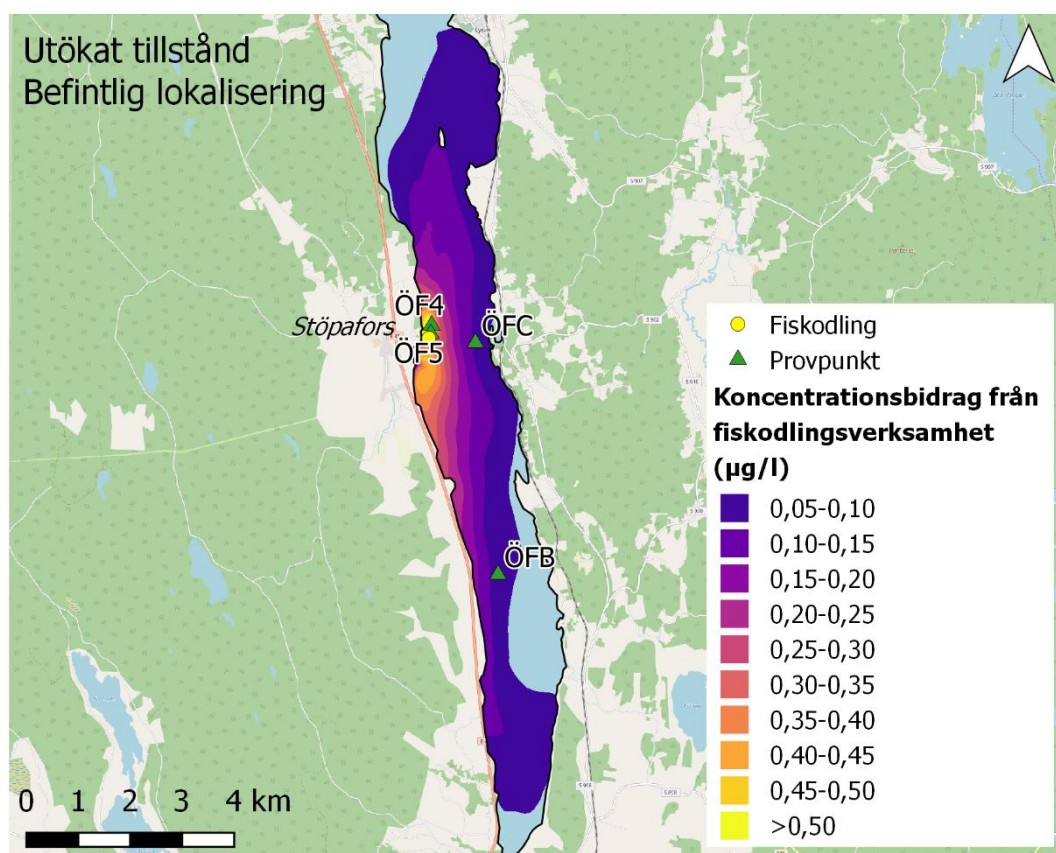 Utökat tillstånd
Befintlig lokalisering
S 907
S 907
ÖF4
Stöpafors
ÖFC
S 902
ÖF5
ÖFB
Fiskodling
Provpunkt
Koncentrationsbidrag från
fiskodlingsverksamhet
(µg/l)
0,05-0,10
0,10-0,15
0,15-0,20
0,20-0,25
0,25-0,30
0,30-0,35
0,35-0,40
0,40-0,45
0,45-0,50
>0,50
0 1 2 3 4 km